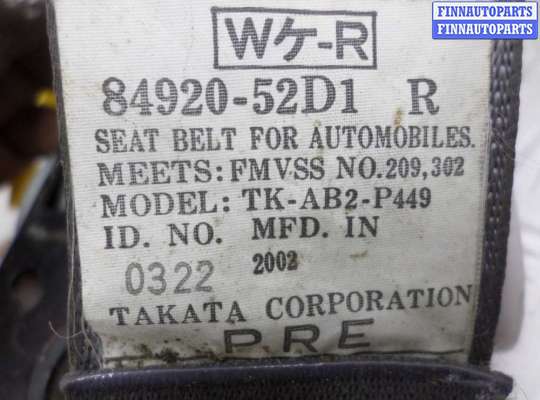 FINNAUTOPARTS
FINNAUTOPARTS
Wケ-R
84920-52D1 R
SEAT BELT FOR AUTOMOBILES.
MEETS: FMVSS NO.209,302
MODEL: TK-AB2-P449
ID. NO. MFD. IN
0322 2002
TAKATA CORPORATION
PRE